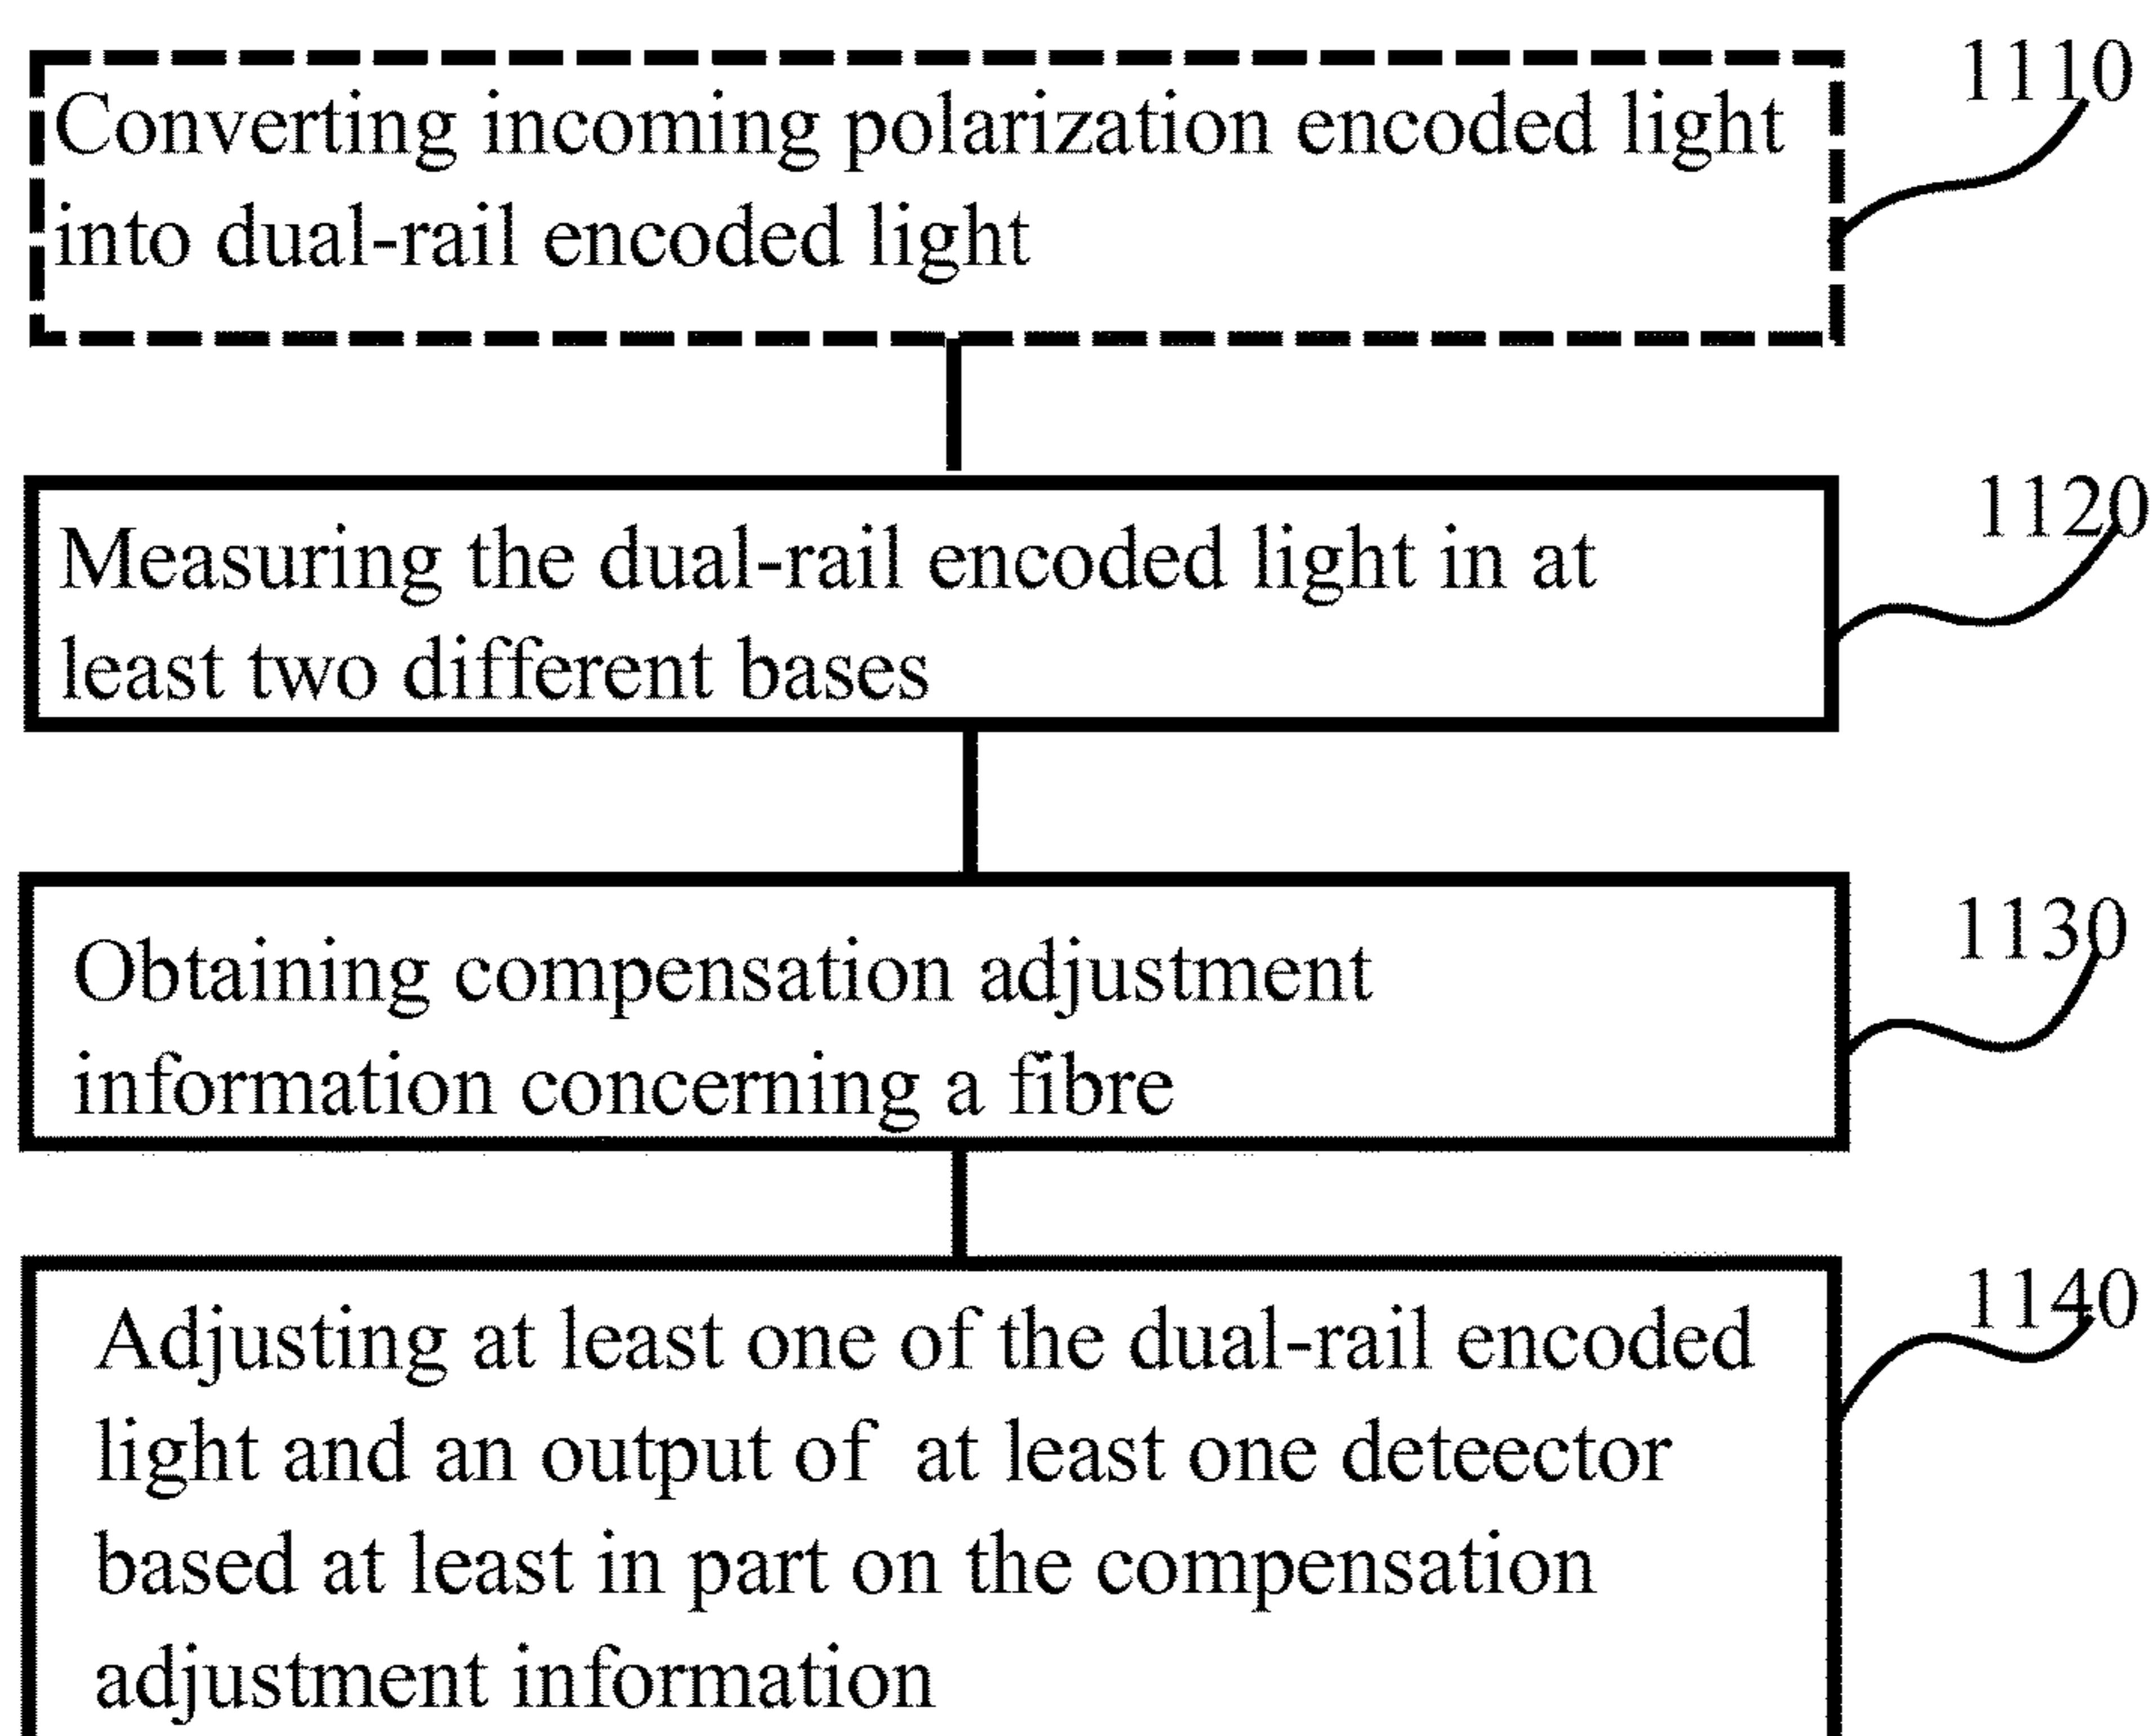 1110
Converting incoming polarization encoded light
into dual-rail encoded light
1120
Measuring the dual-rail encoded light in at
least two different bases
1130
Obtaining compensation adjustment
information concerning a fibre
1140
Adjusting at least one of the dual-rail encoded
light and an output of at least one deteector
based at least in part on the compensation
adjustment information